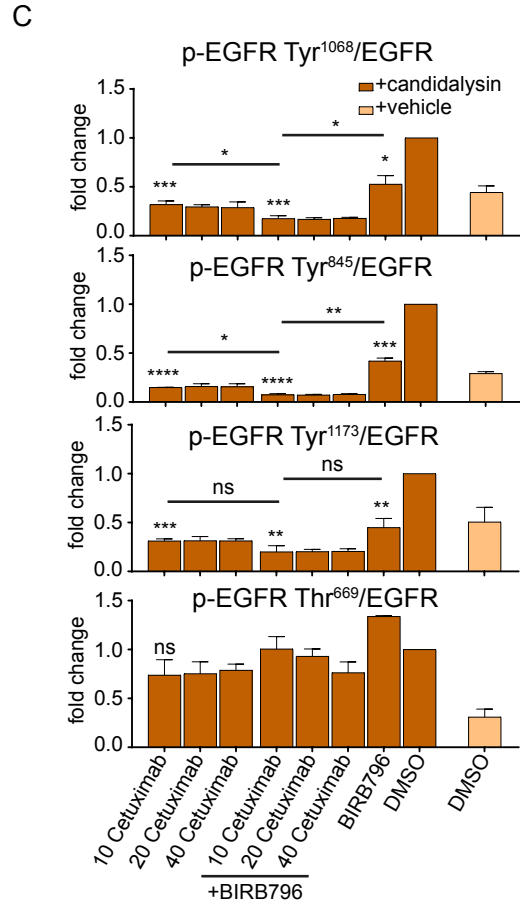 C
p-EGFR Tyr1068/EGFR
+candidalysin
+vehicle
fold change
1.5
1.0
0.5
0.0
***
*
***
*
*
p-EGFR Tyr845/EGFR
fold change
1.5
1.0
0.5
0.0
****
*
****
**
***
p-EGFR Tyr1173/EGFR
fold change
1.5
1.0
0.5
0.0
***
ns
**
ns
**
p-EGFR Thr669/EGFR
fold change
1.5
1.0
0.5
0.0
ns
10 Cetuximab
20 Cetuximab
40 Cetuximab
10 Cetuximab
20 Cetuximab
40 Cetuximab
BIRB796
DMSO
DMSO
+BIRB796